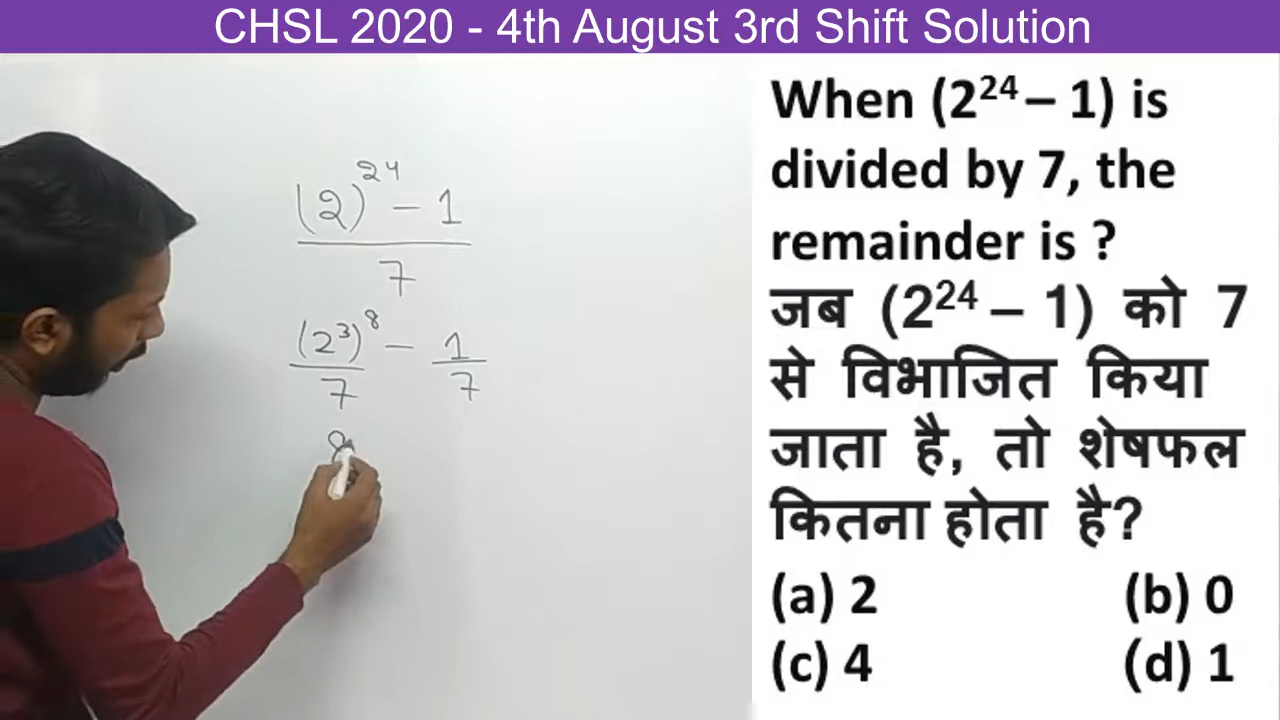 CHSL 2020 - 4th August 3rd Shift Solution
(2)²⁴ - 1
7
(2³)⁸ - 1
7 7
8
When (2²⁴ – 1) is
divided by 7, the
remainder is ?
जब (2²⁴ – 1) को 7
से विभाजित किया
जाता है, तो शेषफल
कितना होता है?
(a) 2 (b) 0
(c) 4 (d) 1